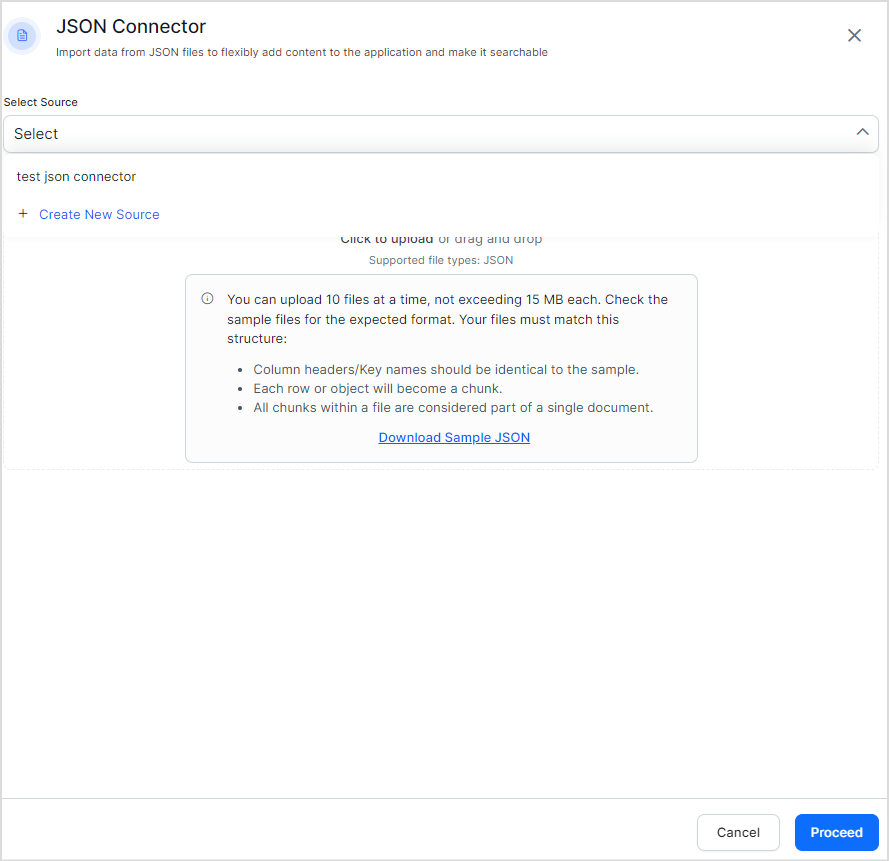 JSON Connector
Import data from JSON files to flexibly add content to the application and make it searchable
Select Source
Select
test json connector
+ Create New Source
Click to upload or drag and drop
Supported file types: JSON
You can upload 10 files at a time, not exceeding 15 MB each. Check the
sample files for the expected format. Your files must match this
structure:
• Column headers/Key names should be identical to the sample.
• Each row or object will become a chunk.
• All chunks within a file are considered part of a single document.
Download Sample JSON
Cancel
Proceed